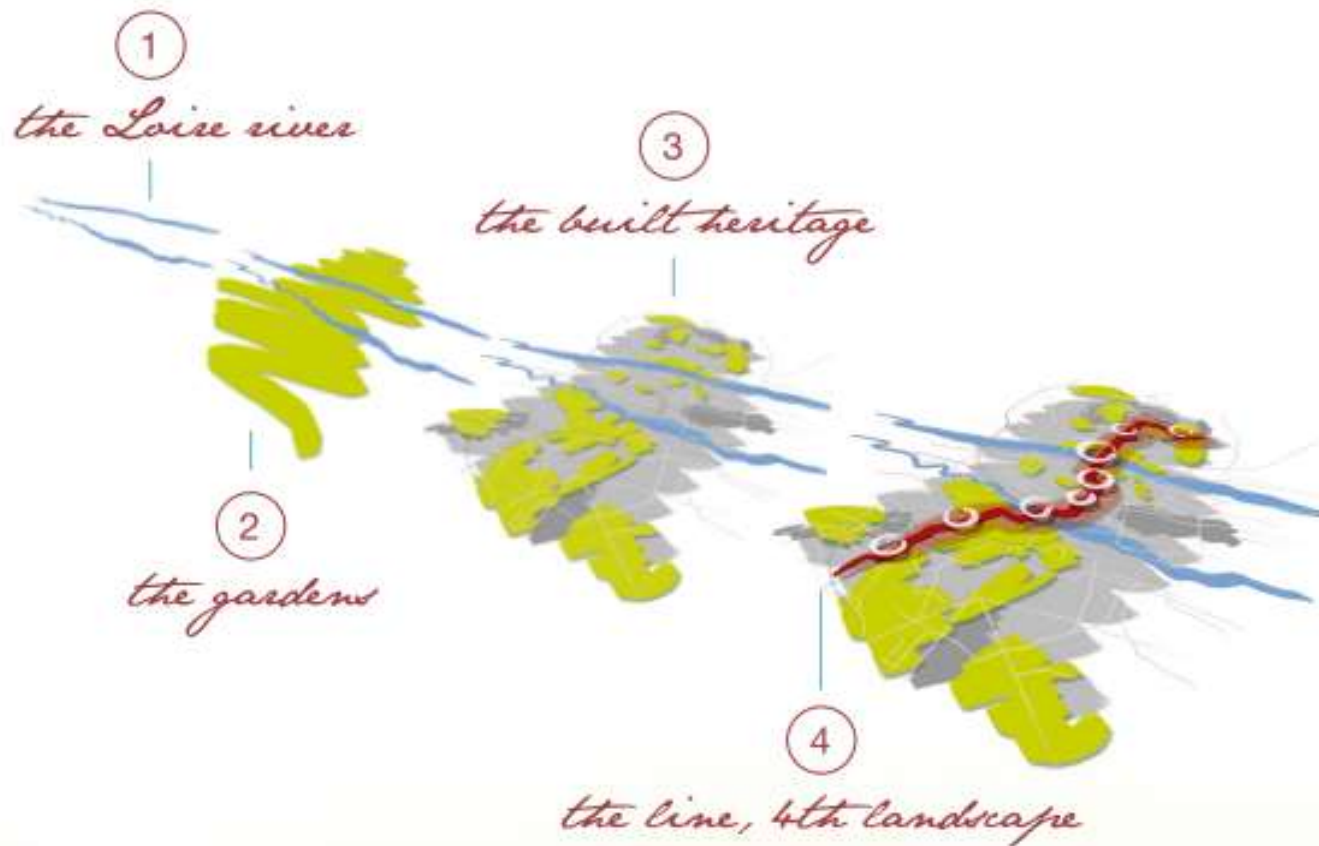 1
the Loire river
2
the gardens
3
the built heritage
4
the line, 4th landscape